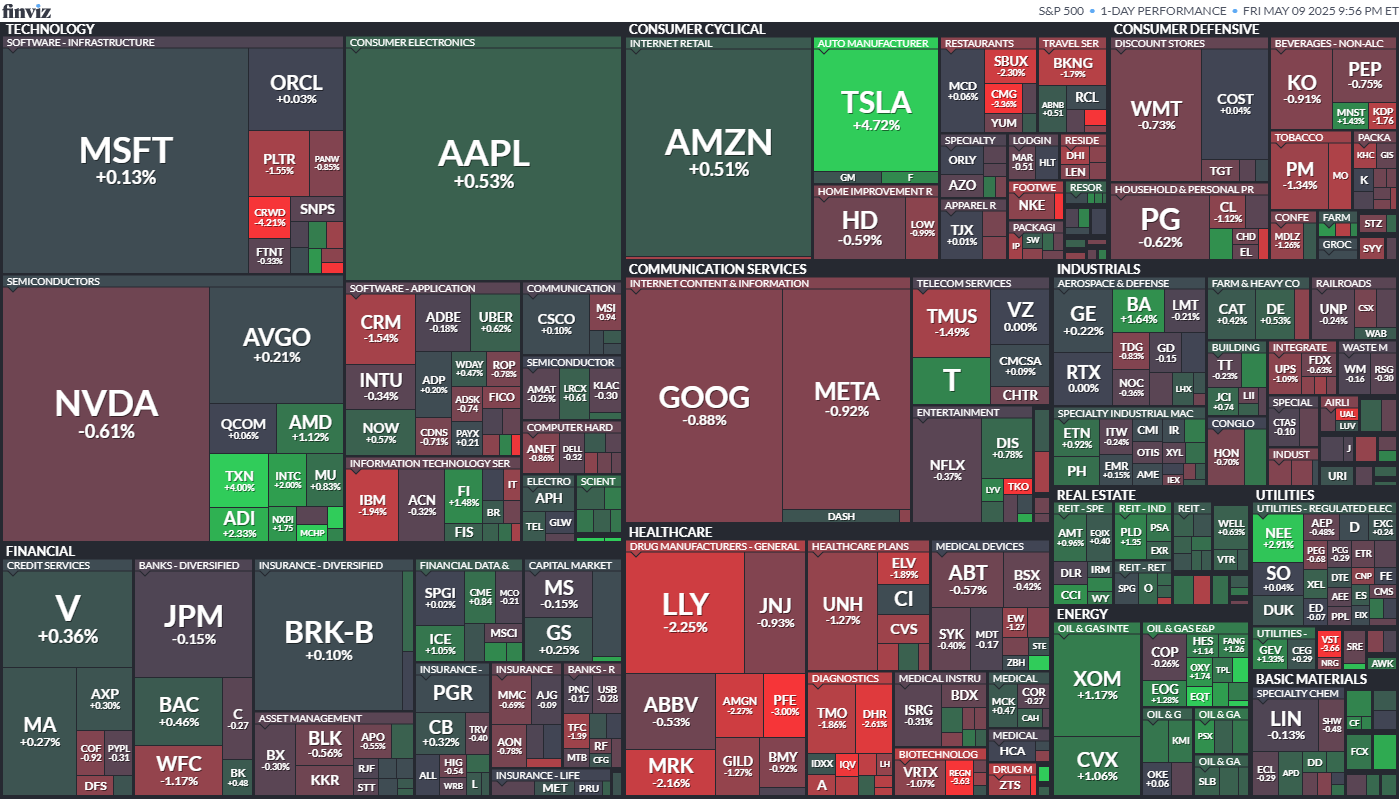 finviz
S&P 500 • 1-DAY PERFORMANCE • FRI MAY 09 2025 9:56 PM ET
TECHNOLOGY
SOFTWARE - INFRASTRUCTURE
MSFT
+0.13%
ORCL
+0.03%
PLTR
-1.55%
PANW
-0.85%
CRWD
-4.21%
SNPS
FTNT
-0.33%
CONSUMER ELECTRONICS
AAPL
+0.53%
SEMICONDUCTORS
NVDA
-0.61%
AVGO
+0.21%
QCOM
+0.06%
AMD
+1.12%
TXN
+4.00%
INTC
+2.00%
MU
+0.83%
ADI
+2.33%
NXPI
+1.75
MCHP
SOFTWARE - APPLICATION
CRM
-1.54%
ADBE
-0.18%
UBER
+0.62%
INTU
-0.34%
ADP
+0.20%
WDAY
+0.47%
ROP
-0.78%
ADSK
-0.74
FICO
NOW
+0.57%
CDNS
-0.71%
PAYX
+0.21
INFORMATION TECHNOLOGY SER
IBM
-1.94%
ACN
-0.32%
FI
+1.48%
IT
BR
FIS
COMMUNICATION
CSCO
+0.10%
MSI
-0.94
SEMICONDUCTOR
AMAT
-0.25%
LRCX
+0.61
KLAC
-0.30
COMPUTER HARD
ANET
-0.86%
DELL
-0.32
ELECTRO
APH
TEL
GLW
SCIENT
CONSUMER CYCLICAL
INTERNET RETAIL
AMZN
+0.51%
AUTO MANUFACTURER
TSLA
+4.72%
GM
F
HOME IMPROVEMENT R
HD
-0.59%
LOW
-0.99%
RESTAURANTS
MCD
+0.06%
SBUX
-2.30%
CMG
-3.36%
YUM
TRAVEL SER
BKNG
-1.79%
ABNB
+0.51
RCL
SPECIALTY
ORLY
AZO
LODGIN
MAR
-0.51
HLT
RESIDE
DHI
LEN
APPAREL R
TJX
+0.01%
FOOTWE
NKE
RESOR
PACKAGI
IP
SW
CONSUMER DEFENSIVE
DISCOUNT STORES
WMT
-0.73%
COST
+0.04%
TGT
BEVERAGES - NON-ALC
KO
-0.91%
PEP
-0.75%
MNST
+1.43%
KDP
-1.76
HOUSEHOLD & PERSONAL PR
PG
-0.62%
CL
-1.12%
CHD
EL
TOBACCO
PM
-1.34%
MO
PACKA
KHC
GIS
K
CONFE
MDLZ
-1.26%
FARM
GROC
STZ
SYY
COMMUNICATION SERVICES
INTERNET CONTENT & INFORMATION
GOOG
-0.88%
META
-0.92%
DASH
TELECOM SERVICES
TMUS
-1.49%
VZ
0.00%
T
CMCSA
+0.09%
CHTR
ENTERTAINMENT
NFLX
-0.37%
DIS
+0.78%
LYV
TKO
INDUSTRIALS
AEROSPACE & DEFENSE
GE
+0.22%
BA
+1.64%
LMT
-0.21%
RTX
0.00%
TDG
-0.83%
GD
-0.15
NOC
-0.36%
LHX
SPECIALTY INDUSTRIAL MAC
ETN
+0.92%
ITW
-0.24%
CMI
IR
OTIS
XYL
PH
EMR
+0.15%
AME
IEX
FARM & HEAVY CO
CAT
+0.42%
DE
+0.53%
RAILROADS
UNP
-0.24%
CSX
WAB
BUILDING
TT
-0.23%
JCI
+0.74
LII
INTEGRATE
UPS
-1.09%
FDX
-0.63%
WASTE M
WM
-0.16
RSG
-0.30
CONGLO
HON
-0.70%
SPECIAL
CTAS
-0.10
AIRLI
UAL
LUV
INDUST
J
URI
FINANCIAL
CREDIT SERVICES
V
+0.36%
MA
+0.27%
AXP
+0.30%
COF
-0.92
PYPL
-0.31
DFS
BANKS - DIVERSIFIED
JPM
-0.15%
BAC
+0.46%
C
-0.27
WFC
-1.17%
BK
+0.48
INSURANCE - DIVERSIFIED
BRK-B
+0.10%
ASSET MANAGEMENT
BX
-0.30%
BLK
-0.56%
KKR
APO
-0.55%
RJF
STT
FINANCIAL DATA &
SPGI
+0.02%
CME
+0.84
MCO
-0.21
ICE
+1.05%
MSCI
CAPITAL MARKET
MS
-0.15%
GS
+0.25%
INSURANCE -
PGR
CB
+0.32%
TRV
-0.40
ALL
HIG
-0.54
WRB
L
INSURANCE
MMC
-0.69%
AJG
-0.09
AON
-0.78%
BANKS - R
PNC
-0.17
USB
-0.28
TFC
-1.39
RF
MTB
CFG
INSURANCE - LIFE
MET
PRU
HEALTHCARE
DRUG MANUFACTURERS - GENERAL
LLY
-2.25%
JNJ
-0.93%
ABBV
-0.53%
AMGN
-2.27%
PFE
-3.00%
MRK
-2.16%
GILD
-1.27%
BMY
-0.92%
HEALTHCARE PLANS
UNH
-1.27%
ELV
-1.89%
CI
CVS
MEDICAL DEVICES
ABT
-0.57%
BSX
-0.42%
SYK
-0.40%
MDT
-0.17
EW
-1.27
STE
ZBH
DIAGNOSTICS
TMO
-1.86%
DHR
-2.61%
IDXX
IQV
LH
A
MEDICAL INSTRU
ISRG
-0.31%
BDX
MEDICAL
MCK
+0.47
COR
-0.27
CAH
MEDICAL
HCA
BIOTECHNOLOG
VRTX
-1.07%
REGN
-3.63
DRUG M
ZTS
REAL ESTATE
REIT - SPE
AMT
+0.96%
EQIX
+0.40
DLR
IRM
CCI
WY
REIT - IND
PLD
+1.35
PSA
EXR
REIT - RET
SPG
O
REIT -
WELL
+0.63%
VTR
UTILITIES
UTILITIES - REGULATED ELEC
NEE
+2.91%
AEP
-0.48%
D
EXC
+0.24
SO
+0.04%
PEG
-0.68
PCG
-0.29
ETR
XEL
DTE
CNP
FE
AEE
ES
CMS
DUK
ED
-0.07
PPL
EIX
UTILITIES -
GEV
+1.33%
CEG
+0.29
VST
-3.66
NRG
SRE
AWK
ENERGY
OIL & GAS INTE
XOM
+1.17%
CVX
+1.06%
OIL & GAS E&P
COP
-0.26%
HES
+1.14
FANG
+1.26
EOG
+1.28%
OXY
+1.74
TPL
EQT
OIL & G
KMI
OKE
+0.06
OIL & GA
PSX
OIL & GA
SLB
BASIC MATERIALS
SPECIALTY CHEM
LIN
-0.13%
SHW
-0.48
ECL
-0.29
APD
DD
CF
FCX